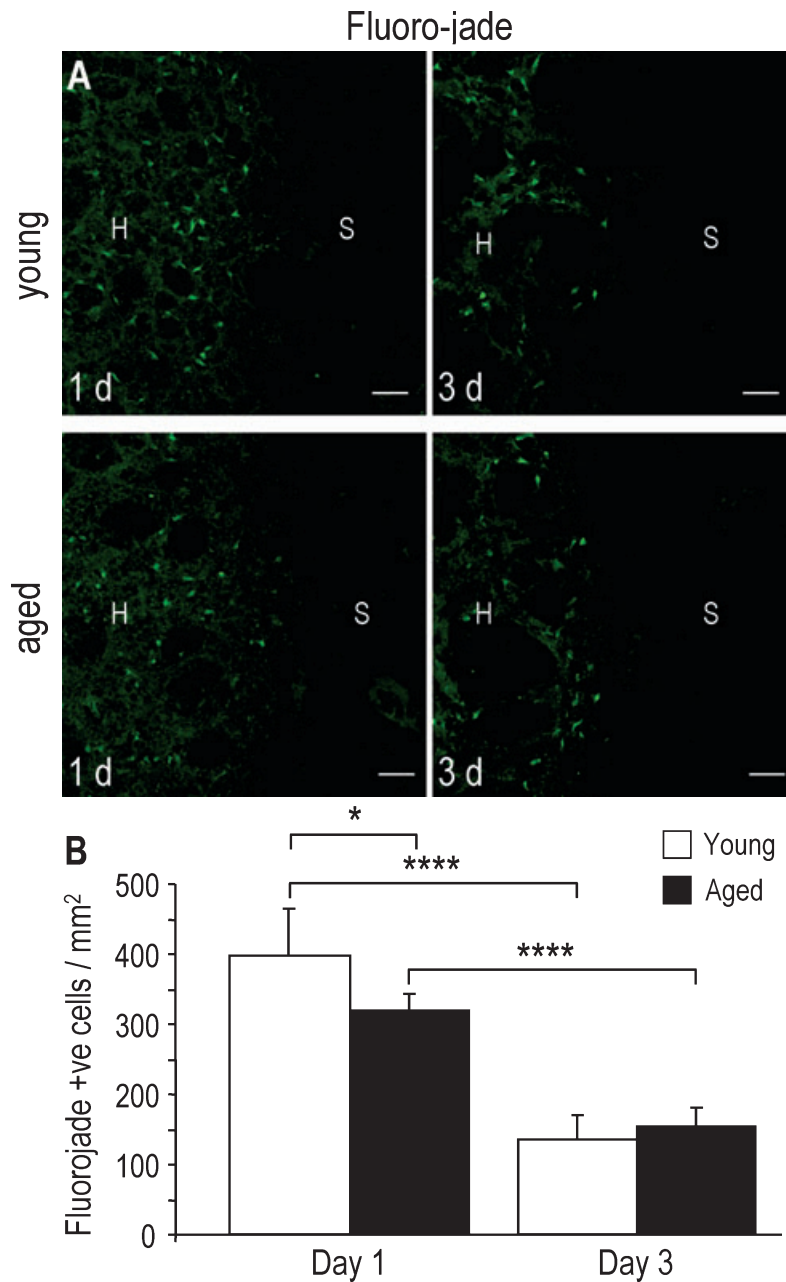 Fluoro-jade
A
young
H
S
1 d
H
S
3 d
aged
H
S
1 d
H
S
3 d
B
*
****
****
Young
Aged
Fluorojade +ve cells / mm²
500
400
300
200
100
0
Day 1
Day 3